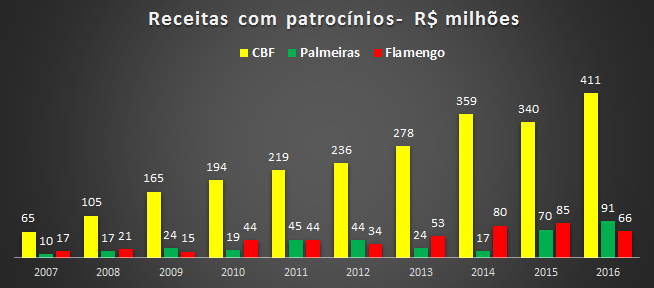 Receitas com patrocínios- R$ milhões
CBF Palmeiras Flamengo
65 10 17
105 17 21
165 24 15
194 19 44
219 45 44
236 44 34
278 24 53
359 17 80
340 70 85
411 91 66
2007 2008 2009 2010 2011 2012 2013 2014 2015 2016